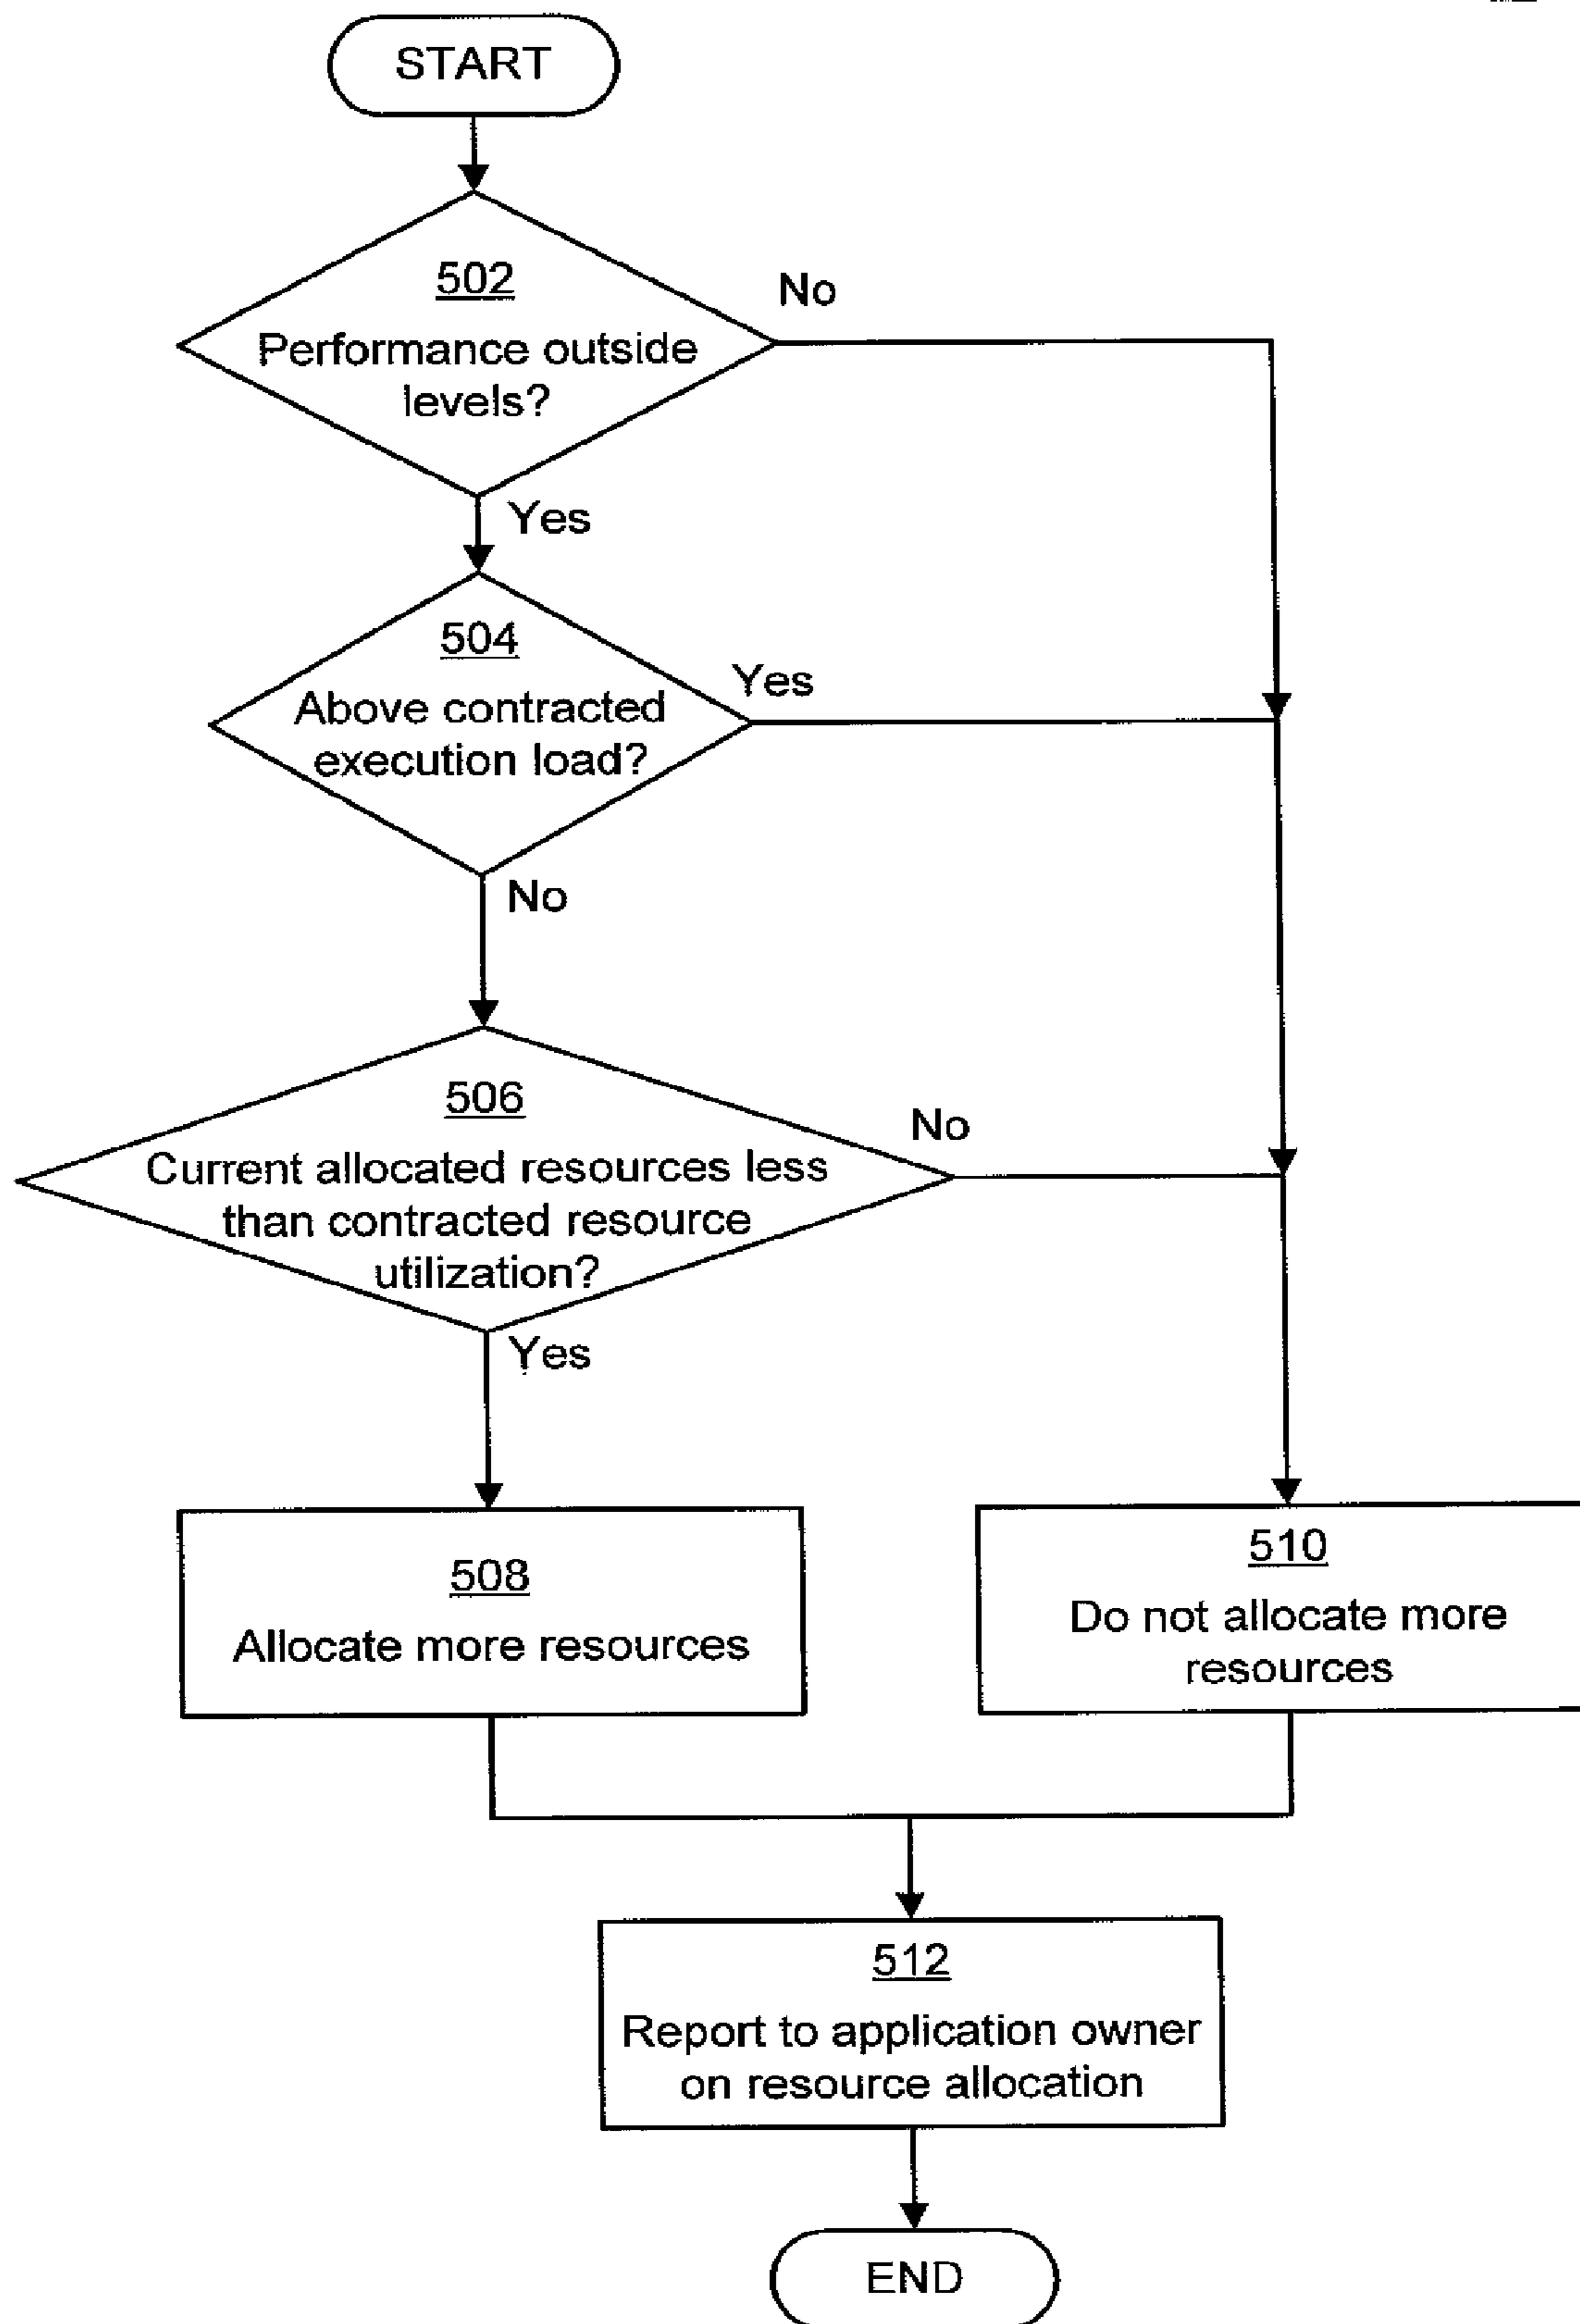 START
502
Performance outside
levels?
No
Yes
504
Above contracted
execution load?
Yes
No
506
Current allocated resources less
than contracted resource
utilization?
No
Yes
508
Allocate more resources
510
Do not allocate more
resources
512
Report to application owner
on resource allocation
END